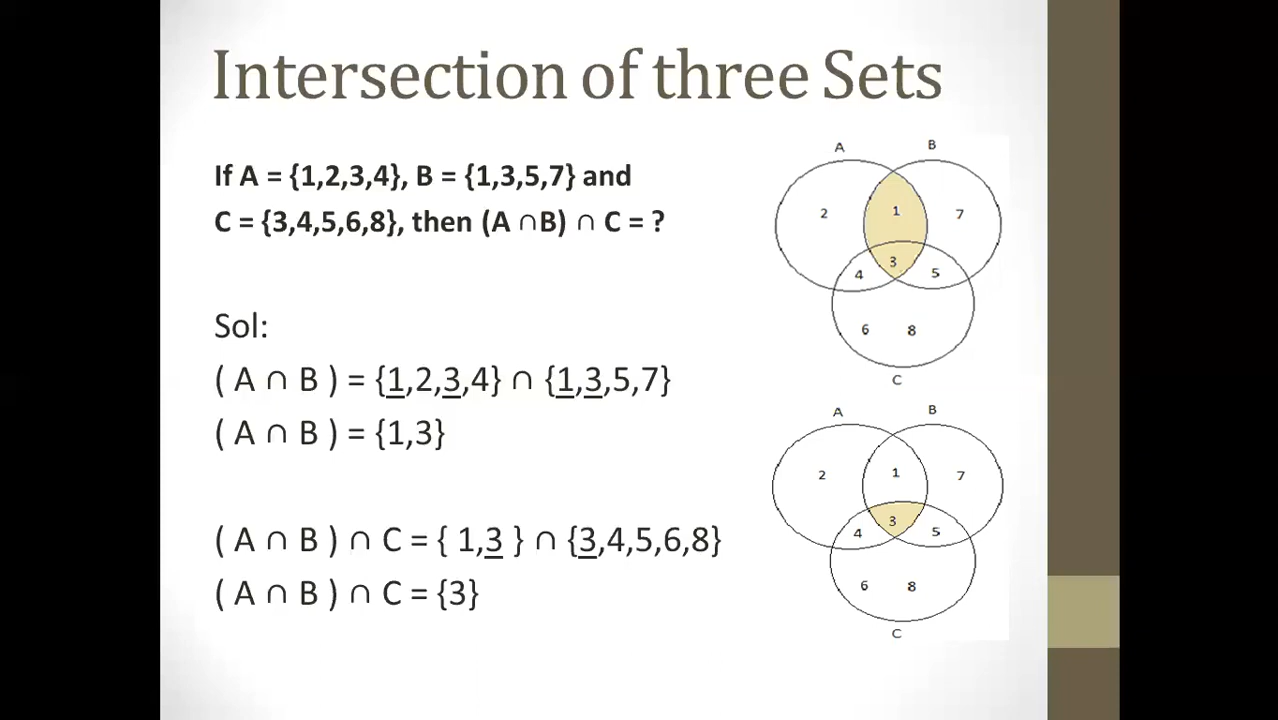 Intersection of three Sets
If A = {1,2,3,4}, B = {1,3,5,7} and
C = {3,4,5,6,8}, then (A ∩B) ∩ C = ?
Sol:
( A ∩ B ) = {1,2,3,4} ∩ {1,3,5,7}
( A ∩ B ) = {1,3}
( A ∩ B ) ∩ C = { 1,3 } ∩ {3,4,5,6,8}
( A ∩ B ) ∩ C = {3}
A B
2 1 7
3
4 5
6 8
C
A B
2 1 7
3
4 5
6 8
C